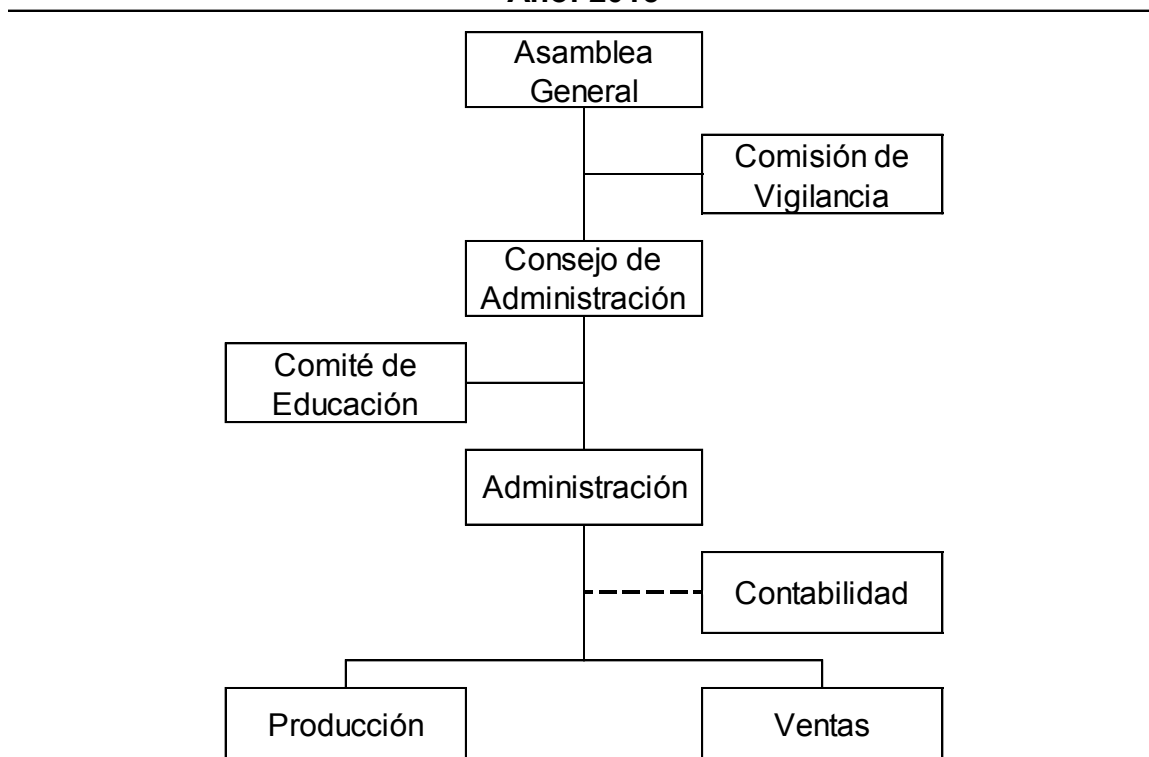 Asamblea
General
Comisión de
Vigilancia
Consejo de
Administración
Comité de
Educación
Administración
Contabilidad
Producción
Ventas